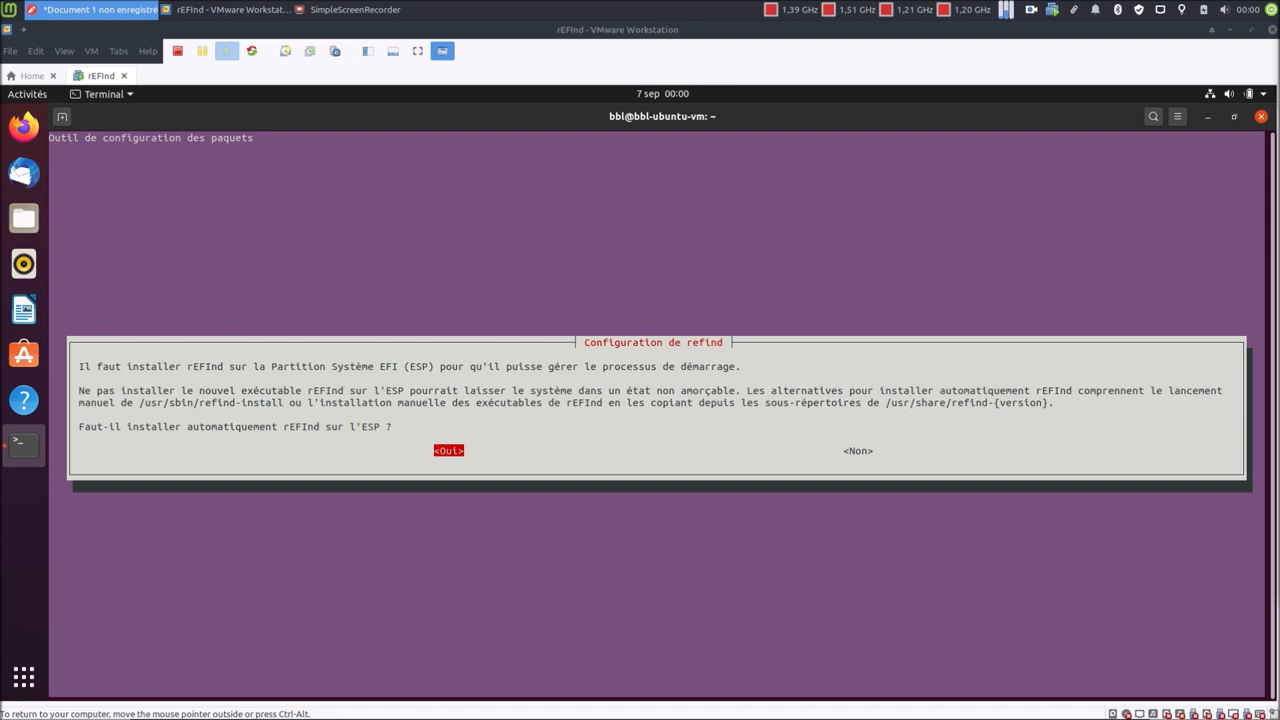 *Document 1 non enregistré
rEFInd - VMware Workstat...
SimpleScreenRecorder
1,39 GHz
1,51 GHz
1,21 GHz
1,20 GHz
00:00
rEFInd - VMware Workstation
File Edit View VM Tabs Help
Home
rEFInd
Activités
Terminal
7 sep 00:00
bbl@bbl-ubuntu-vm: ~
Outil de configuration des paquets
Configuration de refind
Il faut installer rEFInd sur la Partition Système EFI (ESP) pour qu'il puisse gérer le processus de démarrage.
Ne pas installer le nouvel exécutable rEFInd sur l'ESP pourrait laisser le système dans un état non amorçable. Les alternatives pour installer automatiquement rEFInd comprennent le lancement
manuel de /usr/sbin/refind-install ou l'installation manuelle des exécutables de rEFInd en les copiant depuis les sous-répertoires de /usr/share/refind-{version}.
Faut-il installer automatiquement rEFInd sur l'ESP ?
<Oui>
<Non>
To return to your computer, move the mouse pointer outside or press Ctrl-Alt.